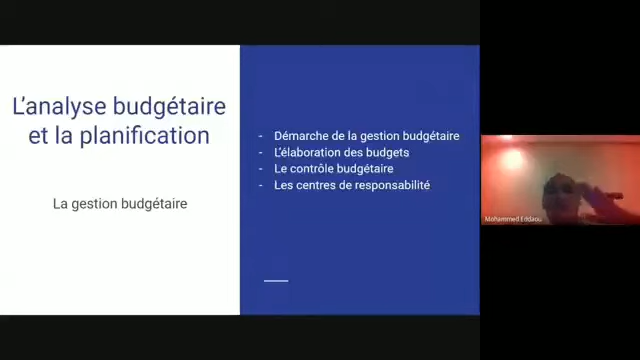 L'analyse budgétaire
et la planification
La gestion budgétaire
- Démarche de la gestion budgétaire
- L'élaboration des budgets
- Le contrôle budgétaire
- Les centres de responsabilité
Mohammed Eddaou